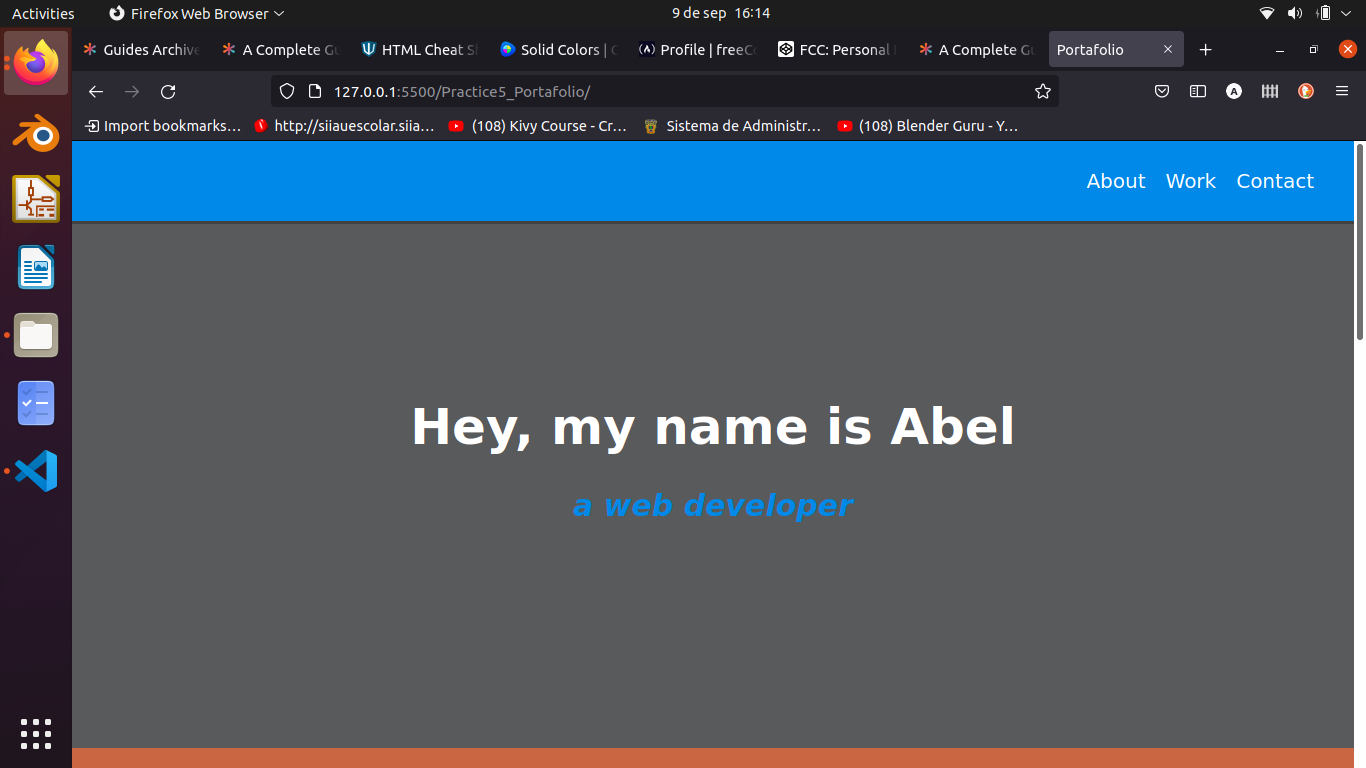 Activities Firefox Web Browser 9 de sep 16:14
Guides Archive A Complete Gu HTML Cheat S Solid Colors | C Profile | freeC FCC: Personal A Complete Gu Portafolio
127.0.0.1:5500/Practice5_Portafolio/
Import bookmarks… http://siiauescolar.siia… (108) Kivy Course - Cr… Sistema de Administr… (108) Blender Guru - Y…
About Work Contact
Hey, my name is Abel
a web developer